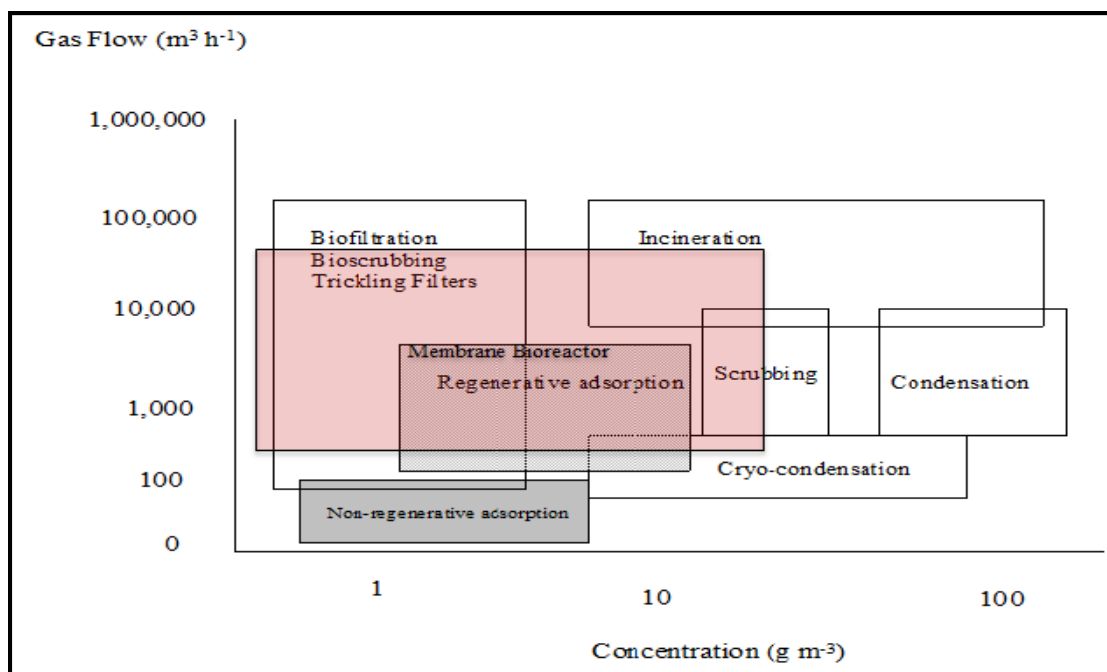 Gas Flow (m³ h⁻¹)
1,000,000
100,000
Biofiltration
Incineration
Bioscrubbing
Trickling Filters
10,000
Membrane Bioreactor
Regenerative adsorption
Scrubbing
Condensation
1,000
Cryo-condensation
100
Non-regenerative adsorption
0
1
10
100
Concentration (g m⁻³)